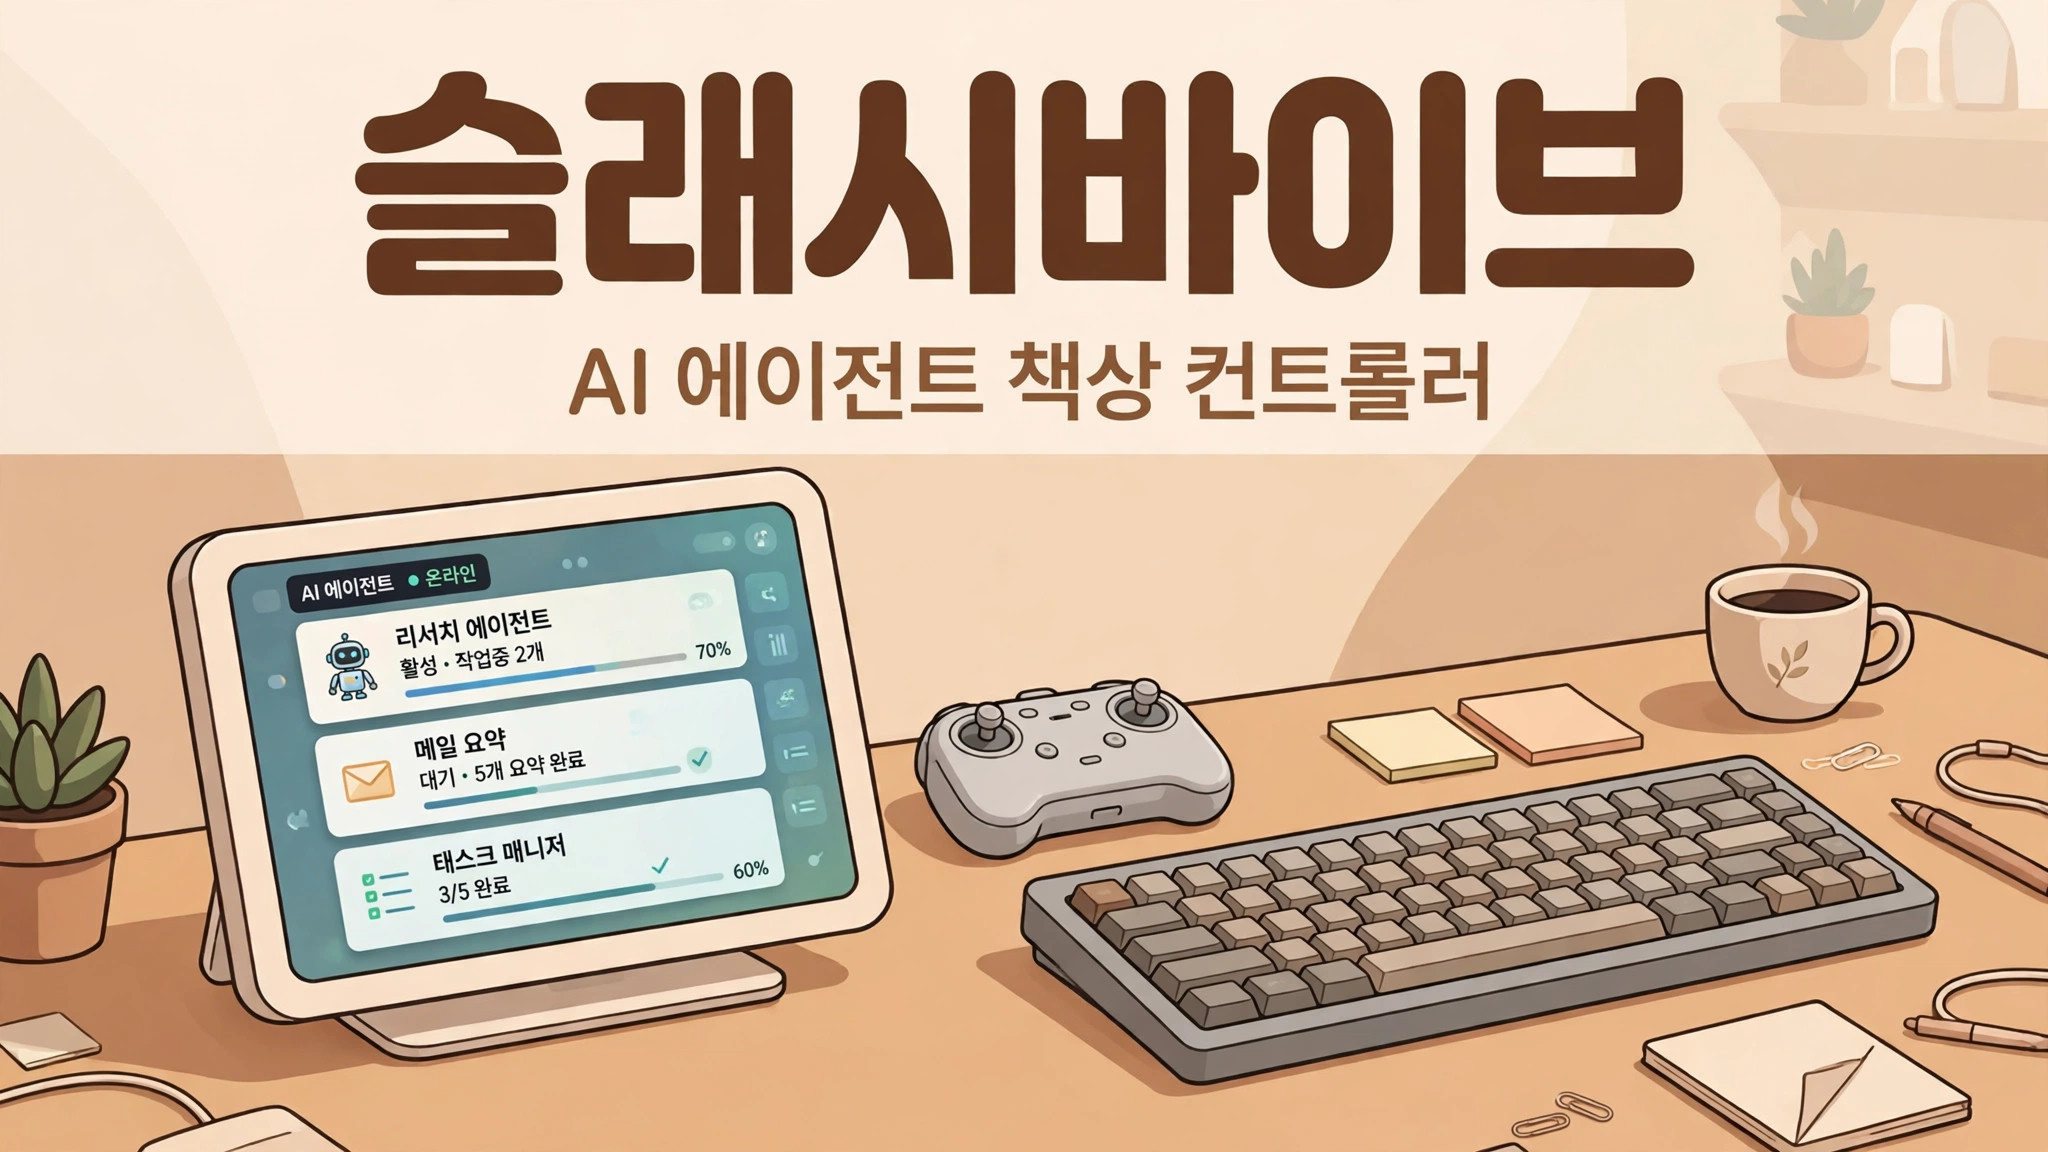 슬래시바이브
AI 에이전트 책상 컨트롤러
AI 에이전트 ● 온라인
리서치 에이전트
활성 · 작업중 2개
70%
메일 요약
대기 · 5개 요약 완료
태스크 매니저
3/5 완료
60%